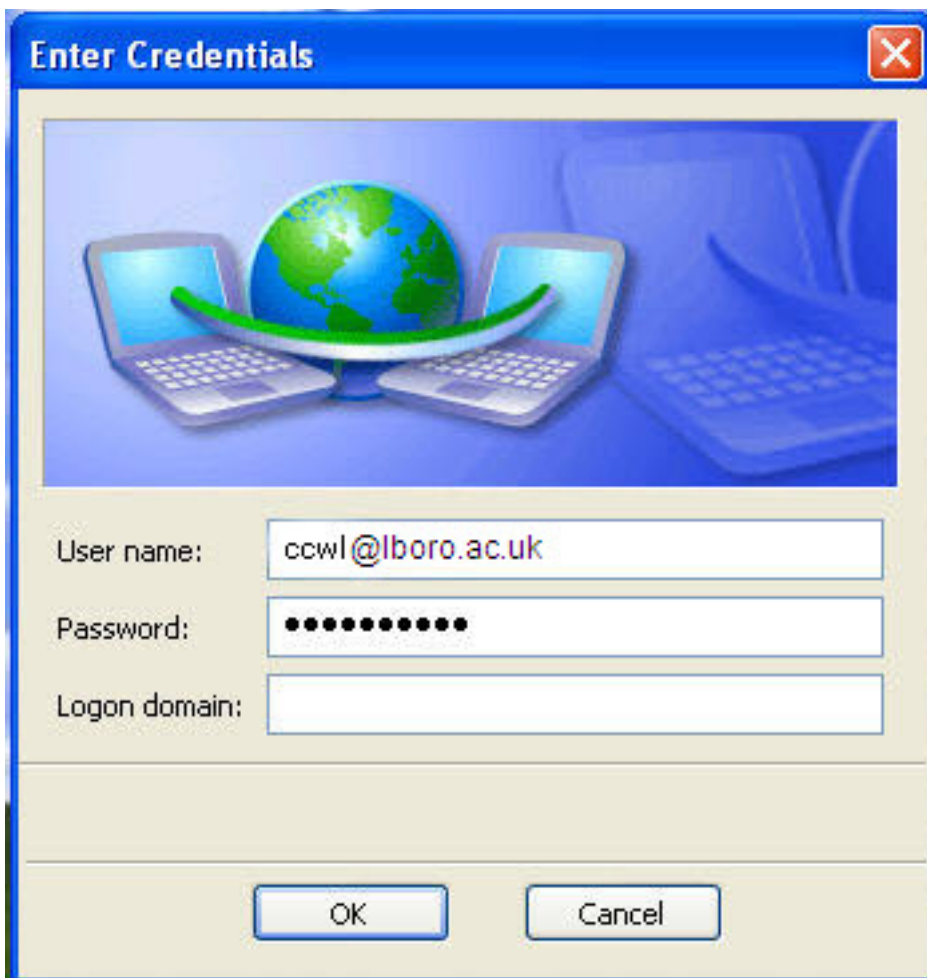 Enter Credentials
User name: ccwl@lboro.ac.uk
Password: ••••••••••
Logon domain:
OK Cancel